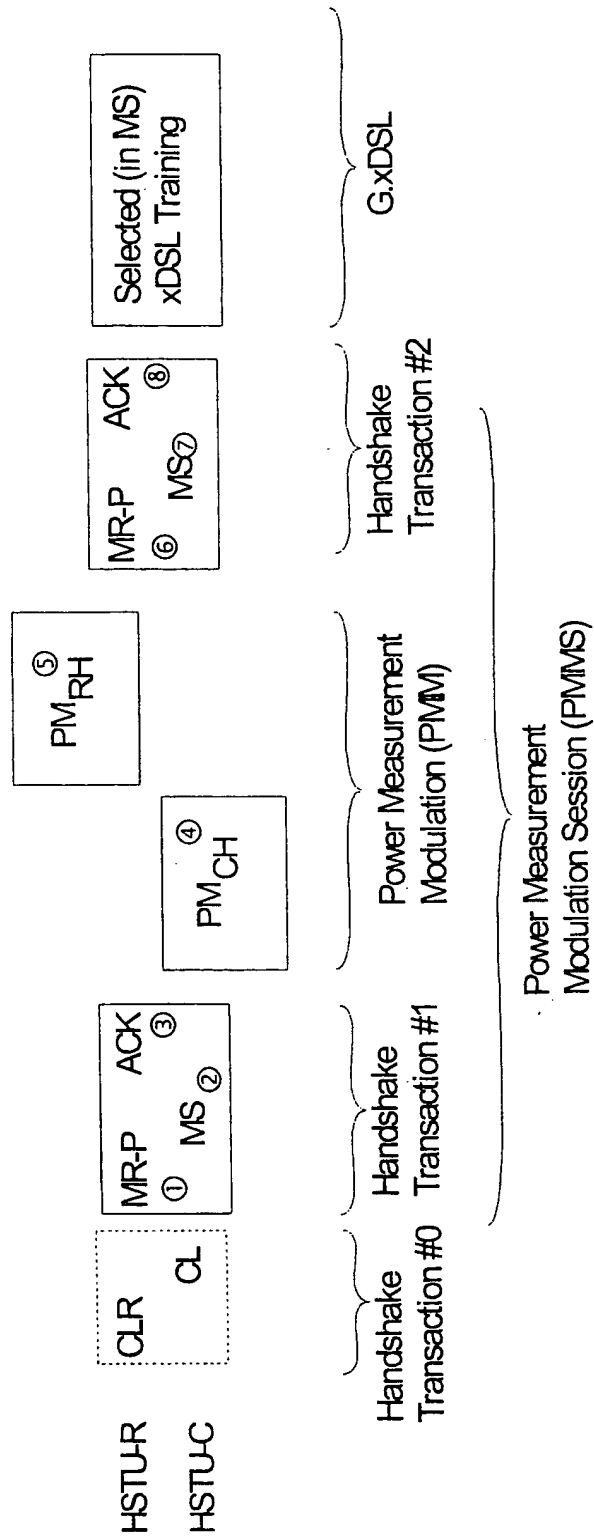 HSTU-R
HSTU-C
CLR
CL
Handshake
Transaction #0
MR-P ACK
① ③
MS ②
Handshake
Transaction #1
PM CH ④
PM RH ⑤
Power Measurement
Modulation (PMM)
MR-P ACK
⑥ ⑧
MS⑦
Handshake
Transaction #2
Power Measurement
Modulation Session (PMMS)
Selected (in MS)
xDSL Training
G.xDSL